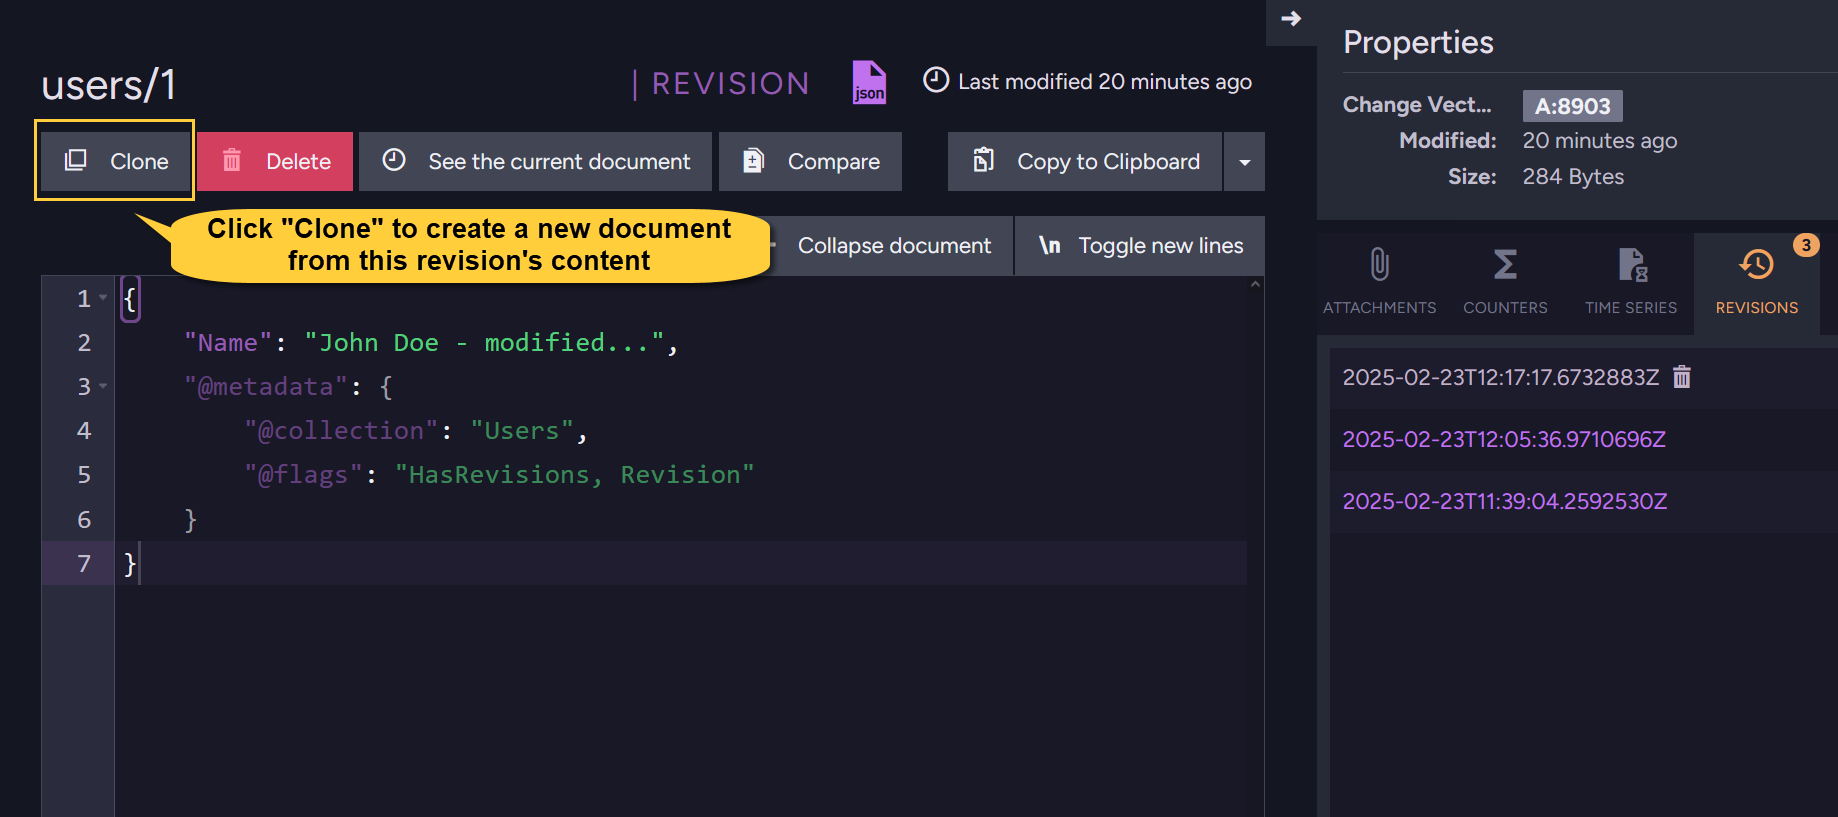 users/1
| REVISION
json
Last modified 20 minutes ago
Clone
Delete
See the current document
Compare
Copy to Clipboard
Click "Clone" to create a new document
from this revision's content
Collapse document
\n Toggle new lines
1 {
2 "Name": "John Doe - modified...",
3 "@metadata": {
4 "@collection": "Users",
5 "@flags": "HasRevisions, Revision"
6 }
7 }
Properties
Change Vect... A:8903
Modified: 20 minutes ago
Size: 284 Bytes
ATTACHMENTS
COUNTERS
TIME SERIES
3
REVISIONS
2025-02-23T12:17:17.6732883Z
2025-02-23T12:05:36.9710696Z
2025-02-23T11:39:04.2592530Z